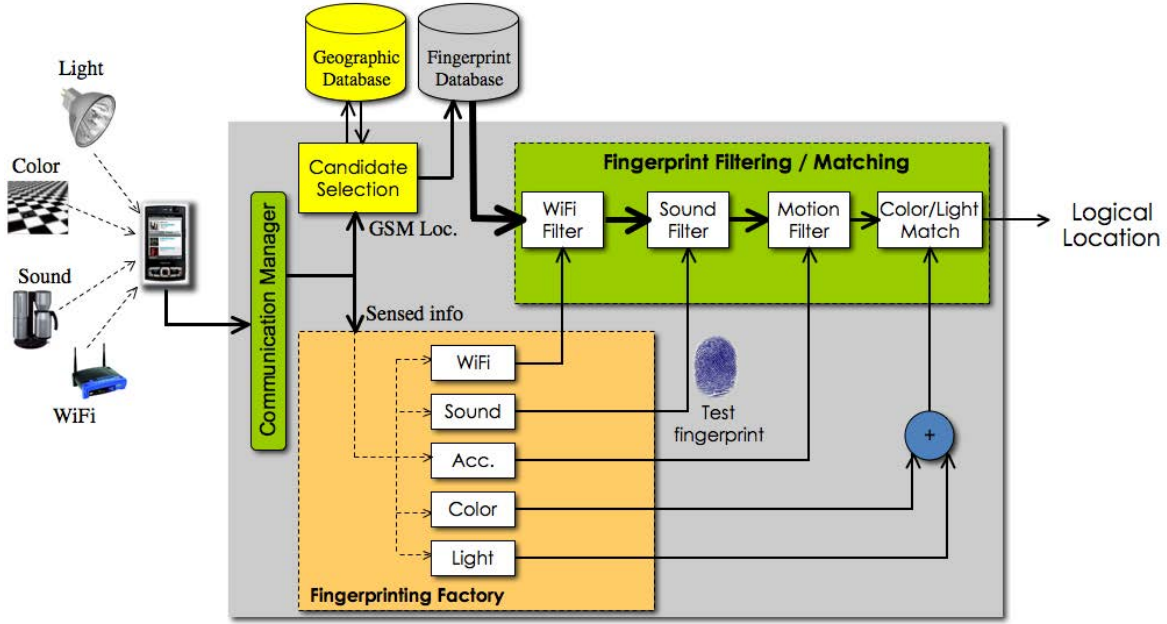 Light
Color
Sound
WiFi
Communication Manager
Geographic
Database
Fingerprint
Database
Candidate
Selection
GSM Loc.
Sensed info
Fingerprint Filtering / Matching
WiFi
Filter
Sound
Filter
Motion
Filter
Color/Light
Match
Logical
Location
WiFi
Sound
Acc.
Color
Light
Fingerprinting Factory
Test
fingerprint
+